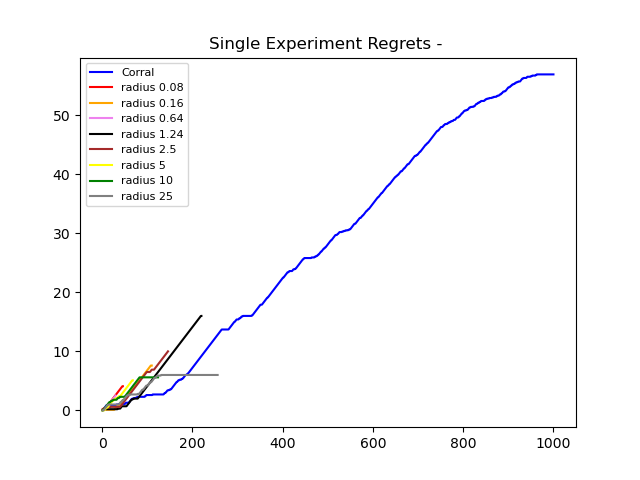 Single Experiment Regrets -
Corral
radius 0.08
radius 0.16
radius 0.64
radius 1.24
radius 2.5
radius 5
radius 10
radius 25
50
40
30
20
10
0
0 200 400 600 800 1000